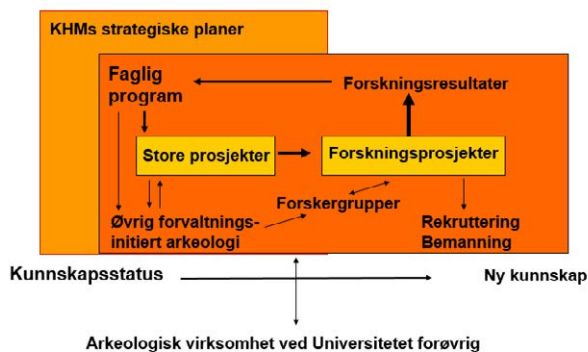 KHMs strategiske planer
Faglig
program
Forskningsresultater
Store prosjekter
Forskningsprosjekter
Forskergrupper
Øvrig forvaltnings-
initiert arkeologi
Rekruttering
Bemanning
Kunnskapsstatus
Ny kunnskap
Arkeologisk virksomhet ved Universitetet forøvrig